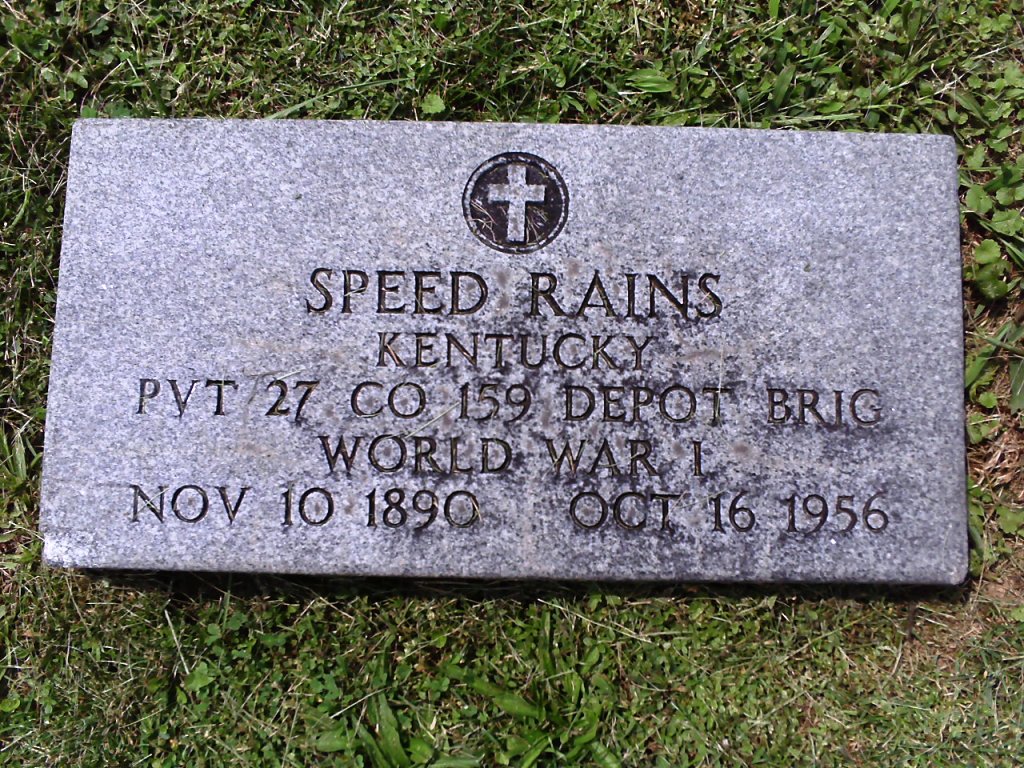 SPEED RAINS
KENTUCKY
PVT 27 CO 159 DEPOT BRIG
WORLD WAR I
NOV 10 1890 OCT 16 1956